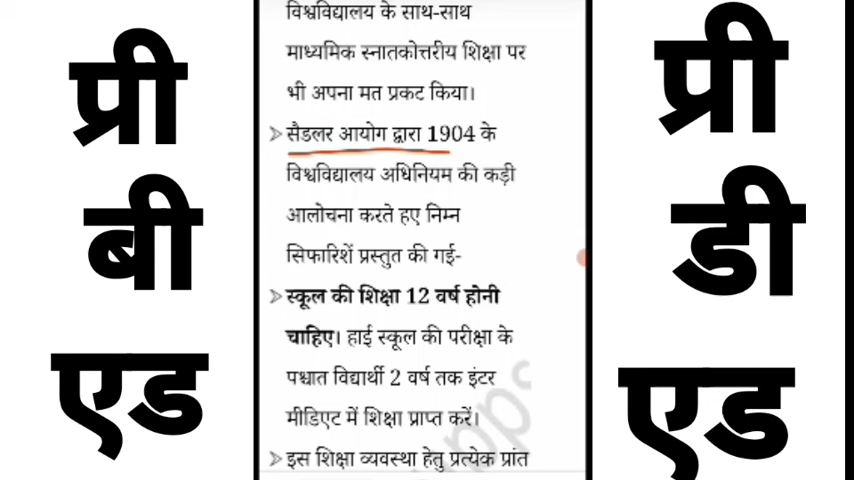 प्री
बी
एड
विश्वविद्यालय के साथ-साथ
माध्यमिक स्नातकोत्तरीय शिक्षा पर
भी अपना मत प्रकट किया।
सैडलर आयोग द्वारा 1904 के
विश्वविद्यालय अधिनियम की कड़ी
आलोचना करते हुए निम्न
सिफारिशें प्रस्तुत की गई-
स्कूल की शिक्षा 12 वर्ष होनी
चाहिए। हाई स्कूल की परीक्षा के
पश्चात विद्यार्थी 2 वर्ष तक इंटर
मीडिएट में शिक्षा प्राप्त करें।
इस शिक्षा व्यवस्था हेतु प्रत्येक प्रांत
प्री
डी
एड